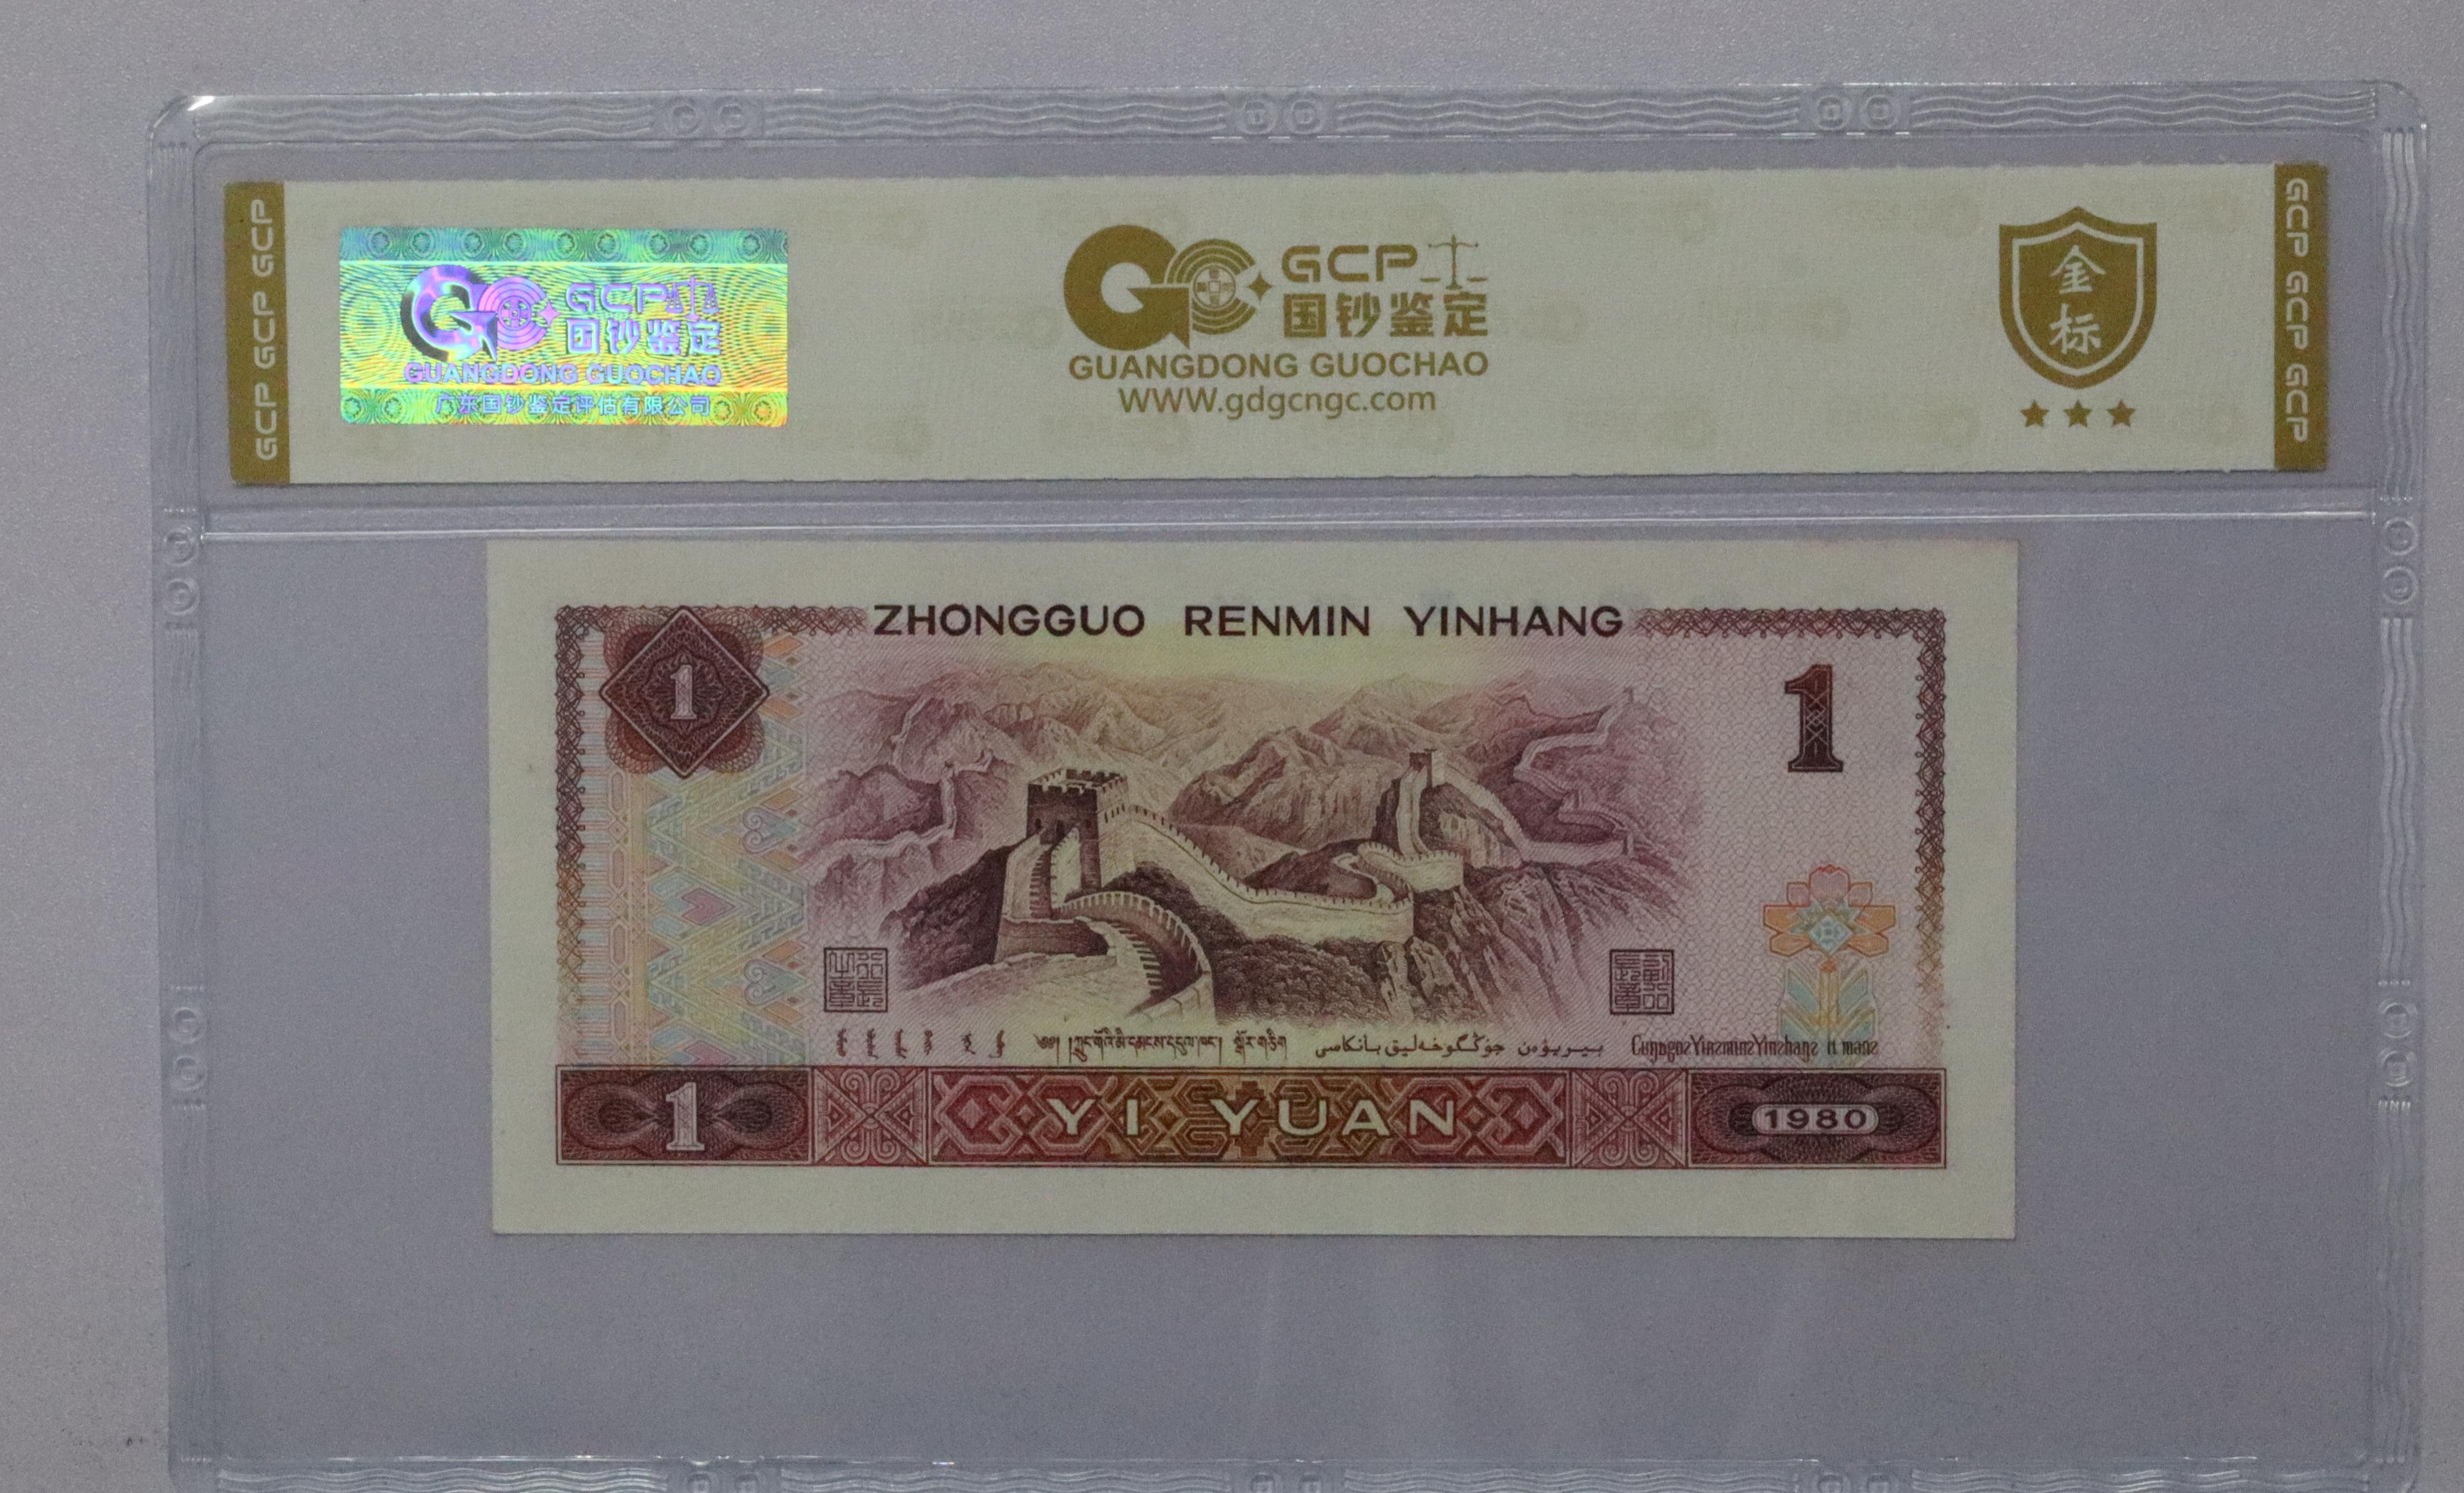 GCP GCP GCP
GCP
国钞鉴定
GUANGDONG GUOCHAO
广东国钞鉴定评估有限公司
GCP
国钞鉴定
GUANGDONG GUOCHAO
WWW.gdgcngc.com
金
标
GCP GCP GCP
ZHONGGUO RENMIN YINHANG
1
1
1
YI YUAN
1980